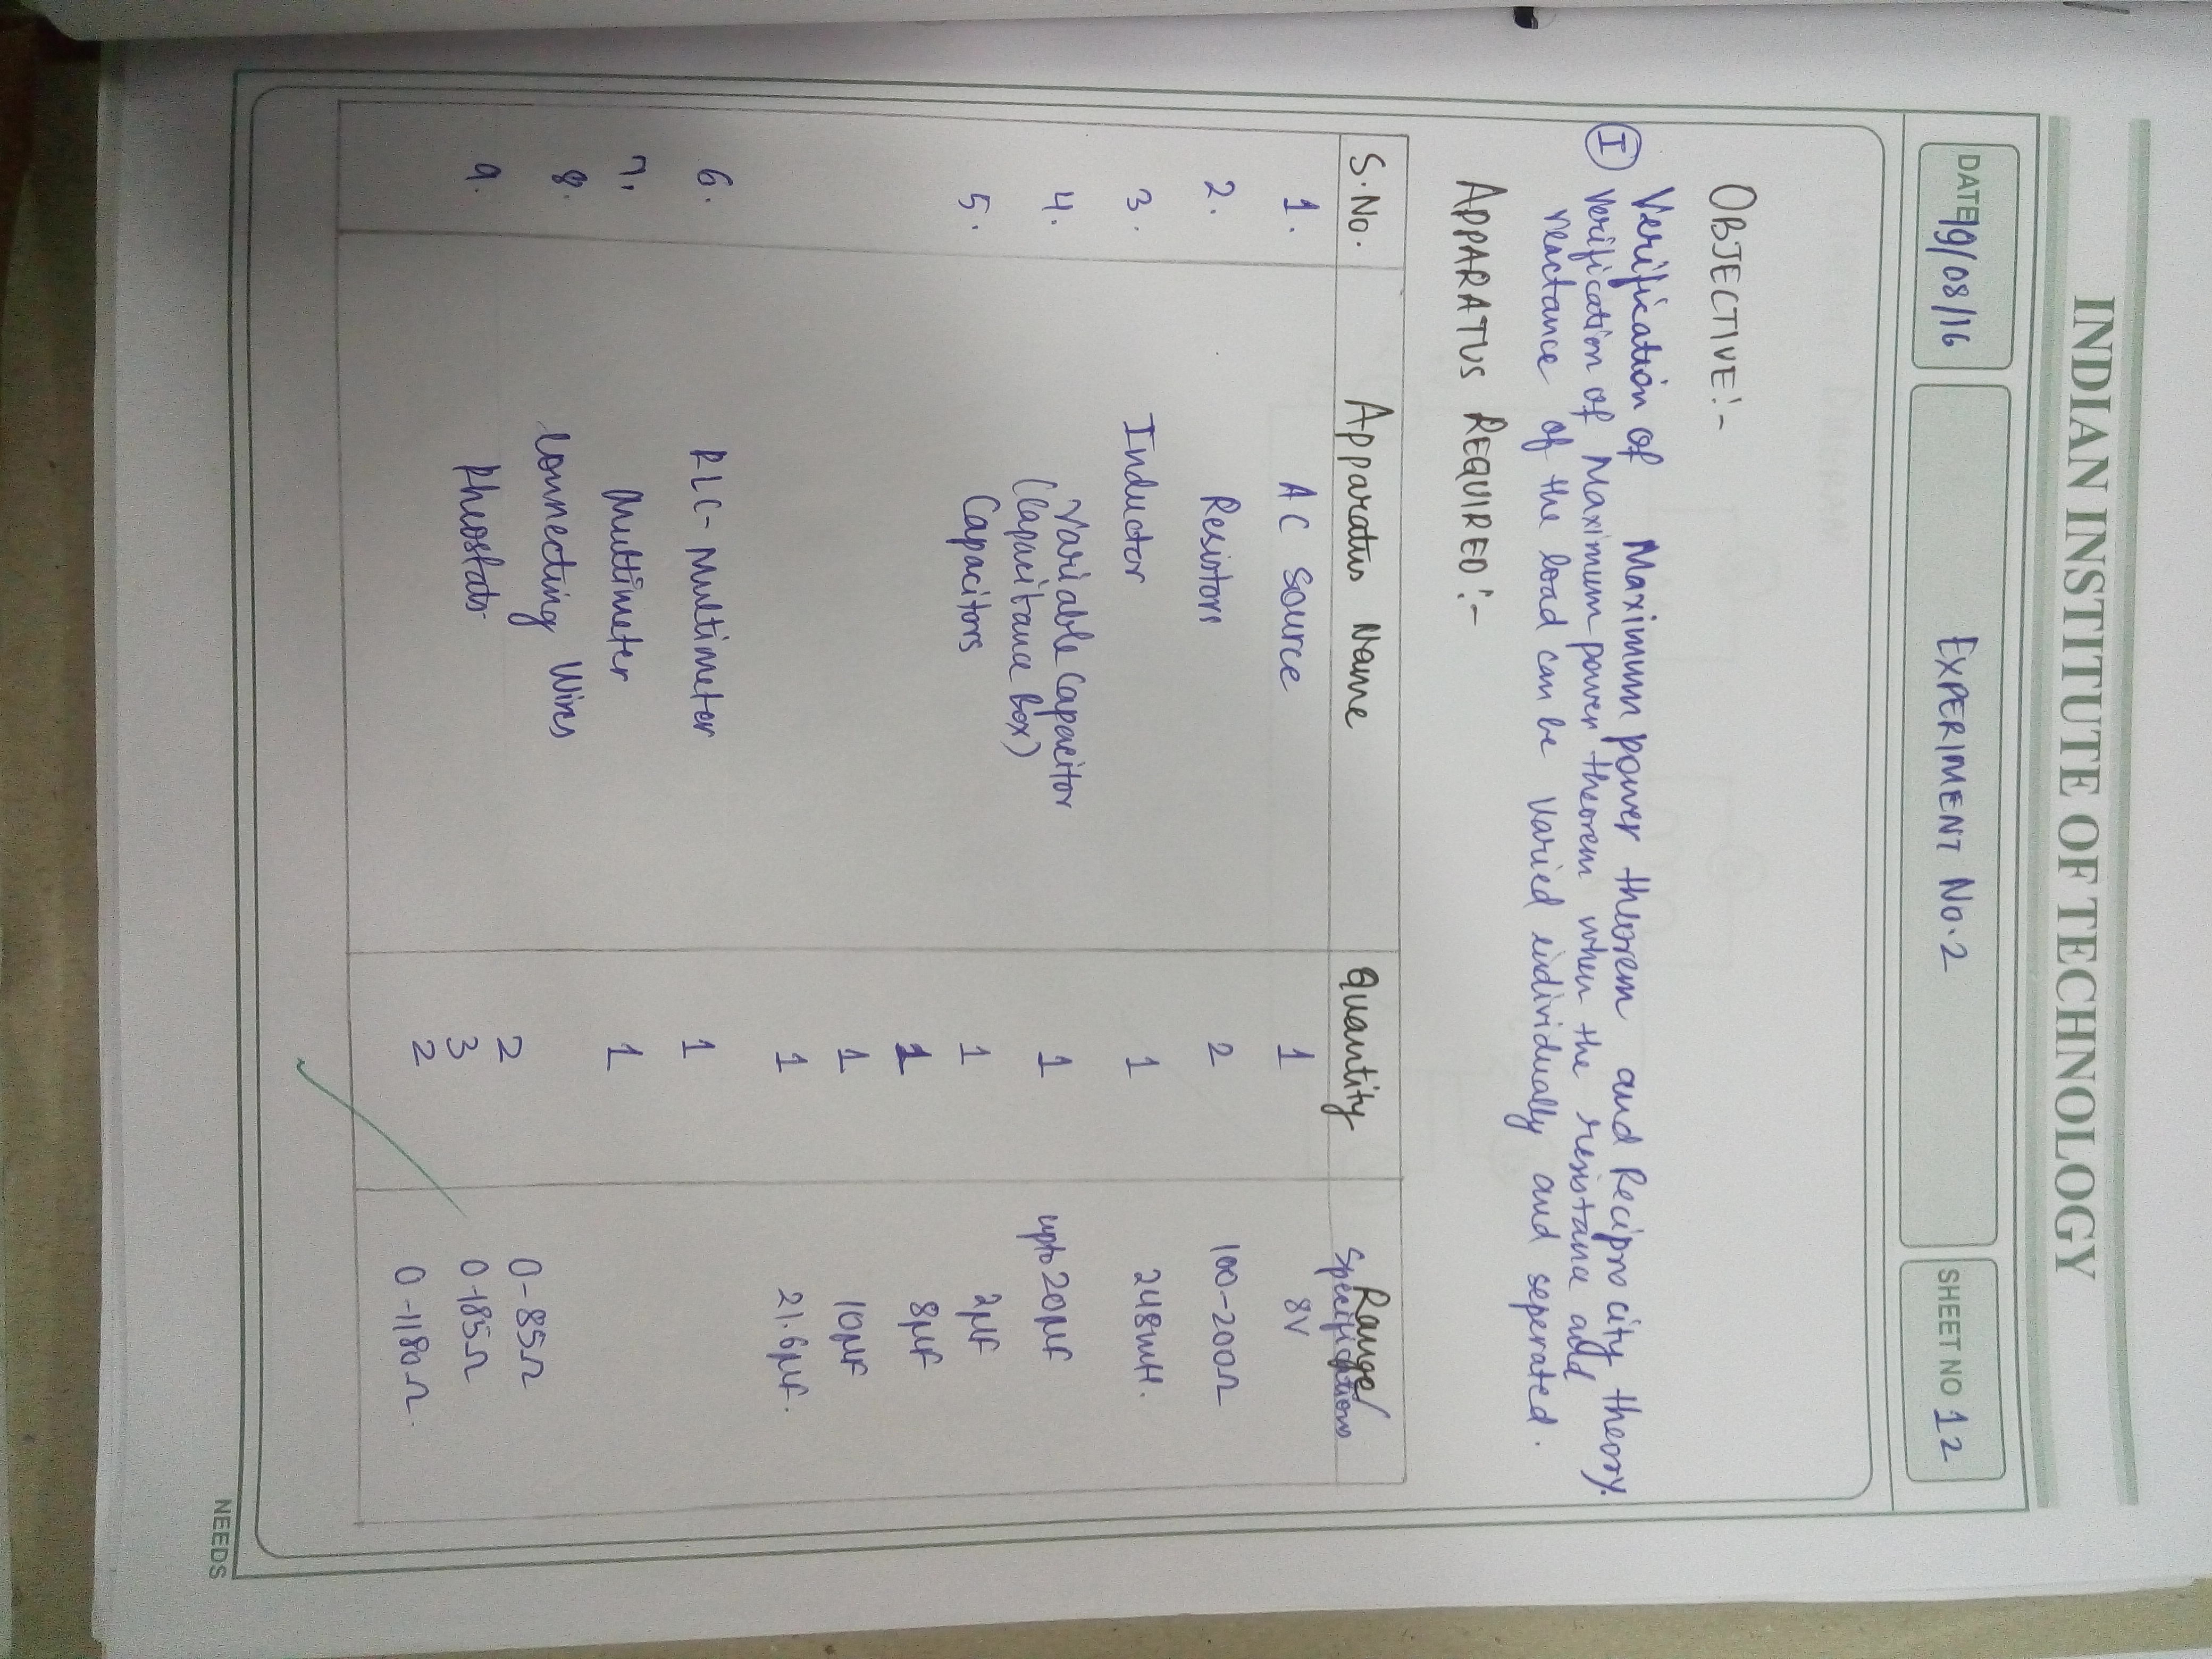 INDIAN INSTITUTE OF TECHNOLOGY
DATE 19/08/16 EXPERIMENT NO.2 SHEET NO 12
OBJECTIVE:-
Verification of Maximum power theorem and Reciprocity theory.
I Verification of Maximum power theorem when the resistance and
reactance of the load can be varied individually and seperated.
APPARATUS REQUIRED:-
S.No. Apparatus Name Quantity Range/
Specifications
1. AC Source 1 8V
2. Resistors 2 100-200Ω
3. Inductor 1 248mH.
4. Variable Capacitor 1 upto 20μF
(Capacitance Box)
5. Capacitors 1 2μF
1 8μF
1 10μF
1 21.6μF.
6. RLC-Multimeter 1
7. Multimeter 1
8. Connecting Wires
2 0-85Ω
9. Rheostats 3 0-185Ω
2 0-1180Ω.
NEEDS